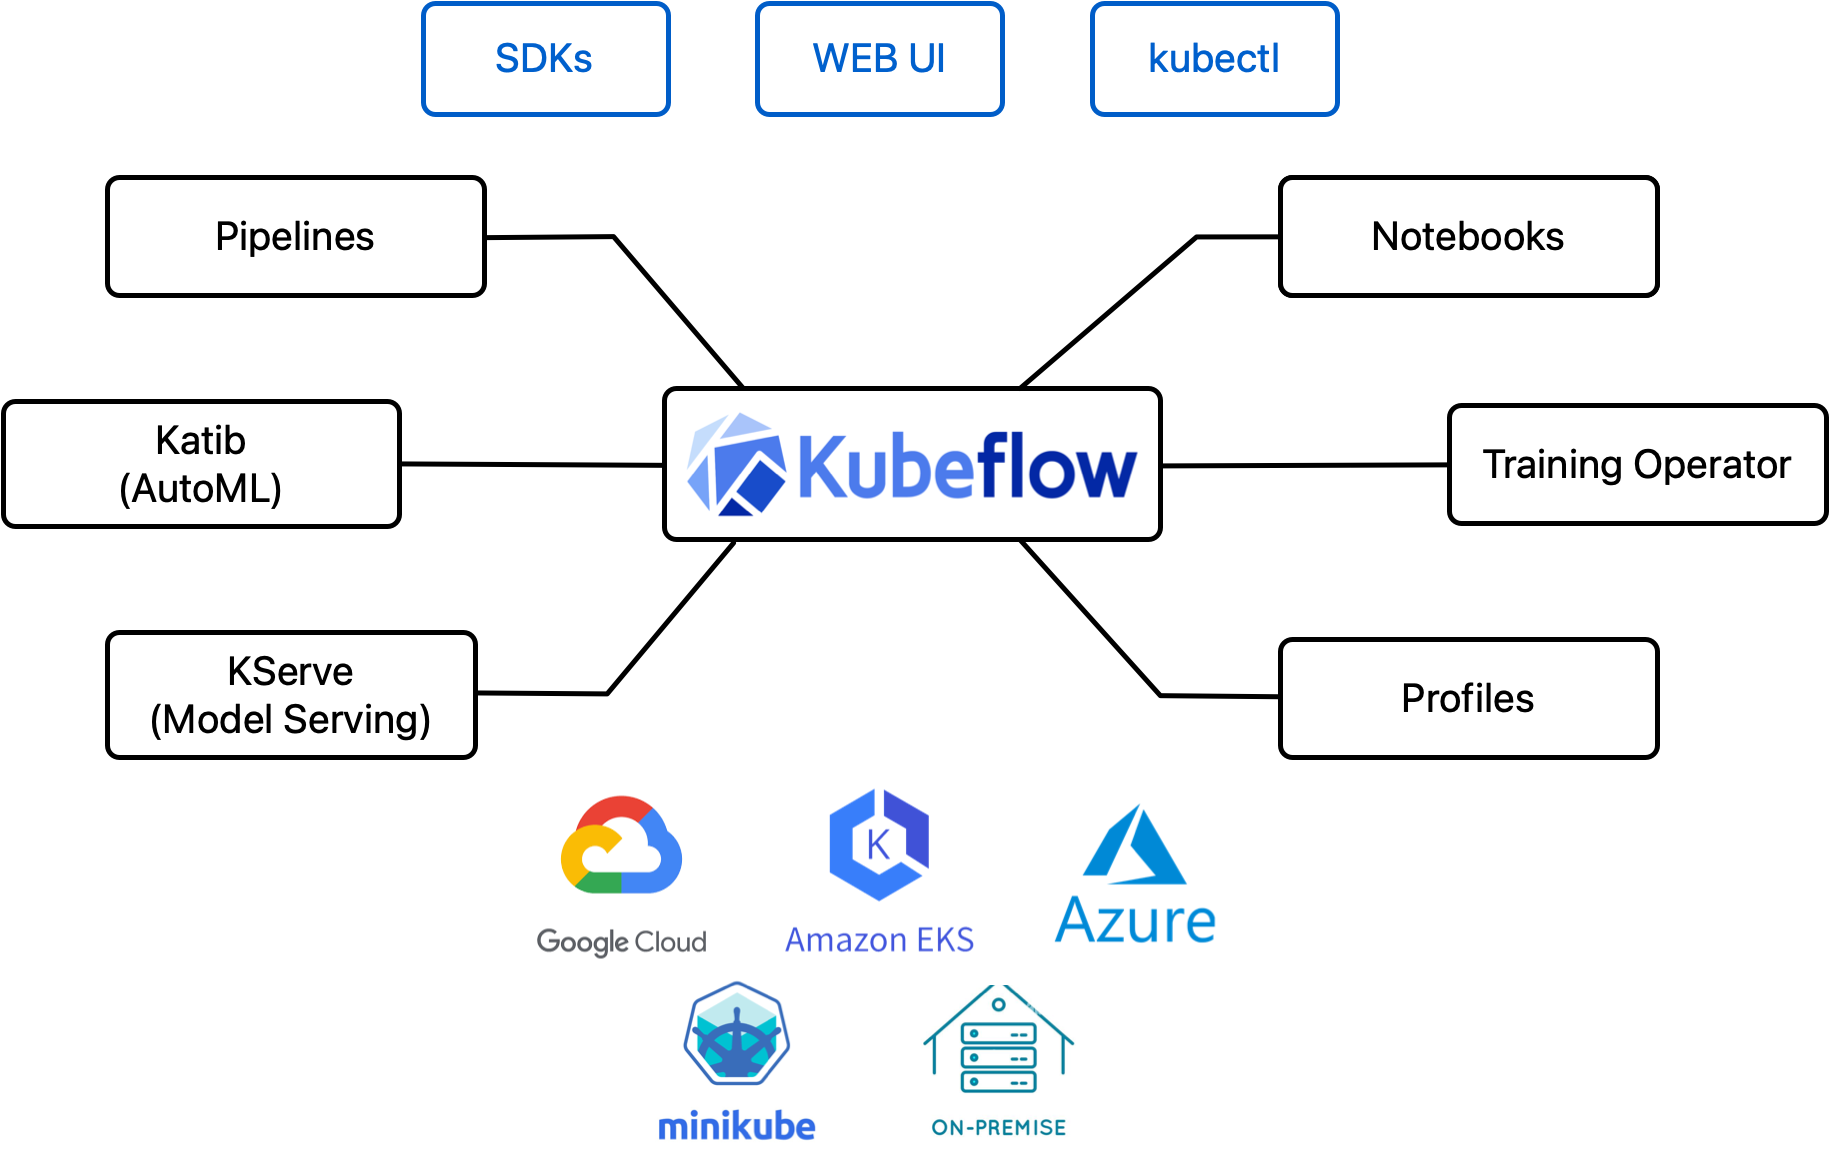 SDKs
WEB UI
kubectl
Pipelines
Notebooks
Katib
(AutoML)
Kubeflow
Training Operator
KServe
(Model Serving)
Profiles
K
Google Cloud
Amazon EKS
Azure
minikube
ON-PREMISE